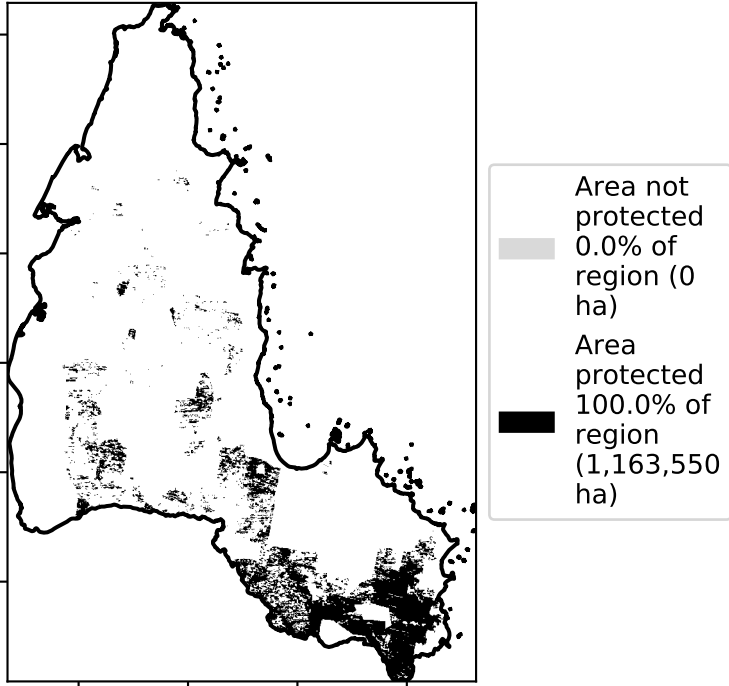 Area not
protected
0.0% of
region (0
ha)
Area
protected
100.0% of
region
(1,163,550
ha)